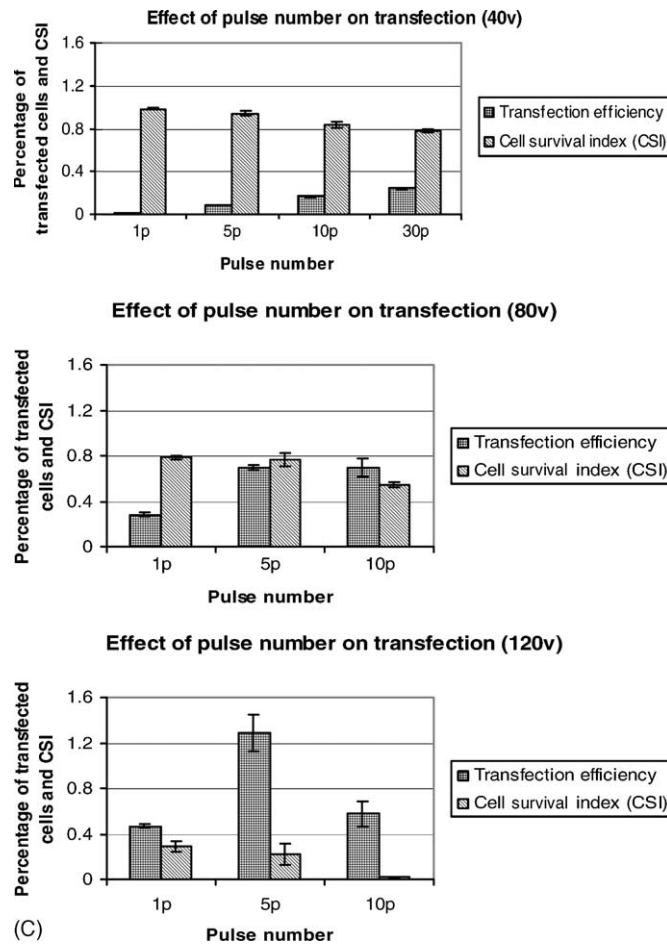 Effect of pulse number on transfection (40v)
Percentage of
transfected cells and CSI
1.6
1.2
0.8
0.4
0
1p 5p 10p 30p
Pulse number
Transfection efficiency
Cell survival index (CSI)
Effect of pulse number on transfection (80v)
Percentage of transfected
cells and CSI
1.6
1.2
0.8
0.4
0
1p 5p 10p
Pulse number
Transfection efficiency
Cell survival index (CSI)
Effect of pulse number on transfection (120v)
Percentage of transfected
cells and CSI
1.6
1.2
0.8
0.4
0
1p 5p 10p
Pulse number
Transfection efficiency
Cell survival index (CSI)
(C)